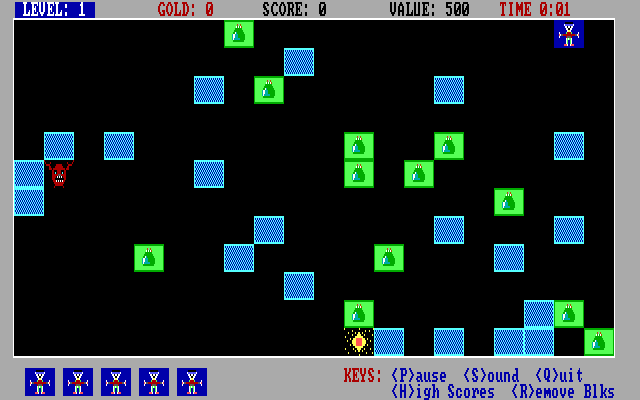 LEVEL: 1 GOLD: 0 SCORE: 0 VALUE: 500 TIME 0:01
KEYS: <P>ause <S>ound <Q>uit
<H>igh Scores <R>emove Blks